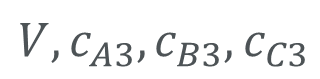 V, c_{A3}, c_{B3}, c_{C3}